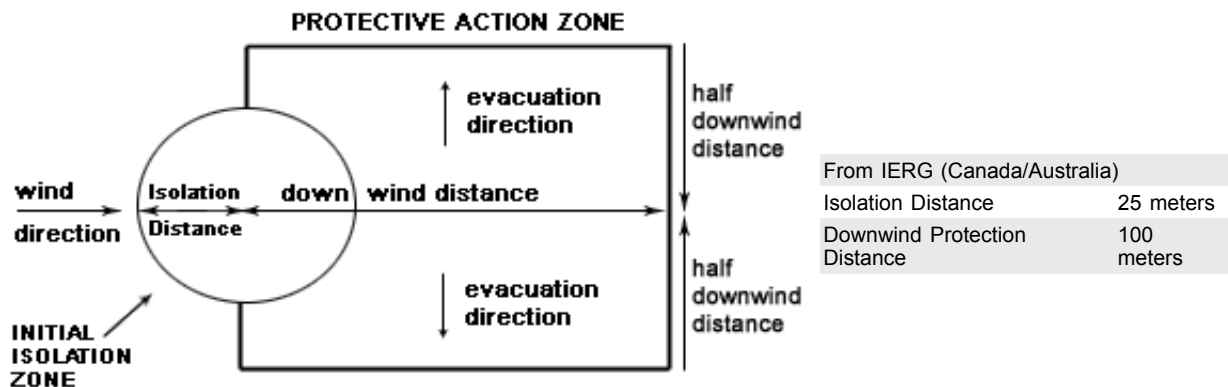 PROTECTIVE ACTION ZONE
evacuation
direction
half
downwind
distance
wind
direction
Isolation
Distance
down wind distance
evacuation
direction
half
downwind
distance
INITIAL
ISOLATION
ZONE
From IERG (Canada/Australia)
Isolation Distance 25 meters
Downwind Protection 100
Distance meters